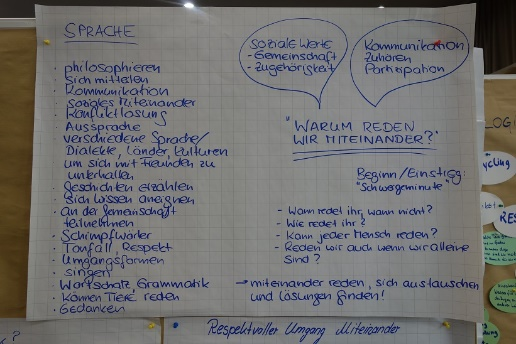 SPRACHE
· philosophieren
· Sich mitteilen
· Kommunikation
· soziales Miteinander
· Konfliktlösung
· Aussprache
· verschiedene Sprache/
Dialekte, Länder, Kulturen
· um sich mit Freunden zu
unterhalten
· Geschichten erzählen
· Sich Wissen aneignen
· an der Gemeinschaft
teilnehmen
· Schimpfwörter
· Tonfall, Respekt
· Umgangsformen
· singen
· Wortschatz, Grammatik
· Können Tiere reden
· Gedanken
soziale Werte
- Gemeinschaft
- Zugehörigkeit
Kommunikation
Zuhören
Partizipation
"WARUM REDEN
WIR MITEINANDER?"
Beginn/Einstieg:
"Schweigeminute"
- Wann redet ihr, wann nicht?
- Wie redet ihr?
- Kann jeder Mensch reden?
- Reden wir auch wenn wir alleine
sind?
→ miteinander reden, sich austauschen
und Lösungen finden!
Respektvoller Umgang Miteinander